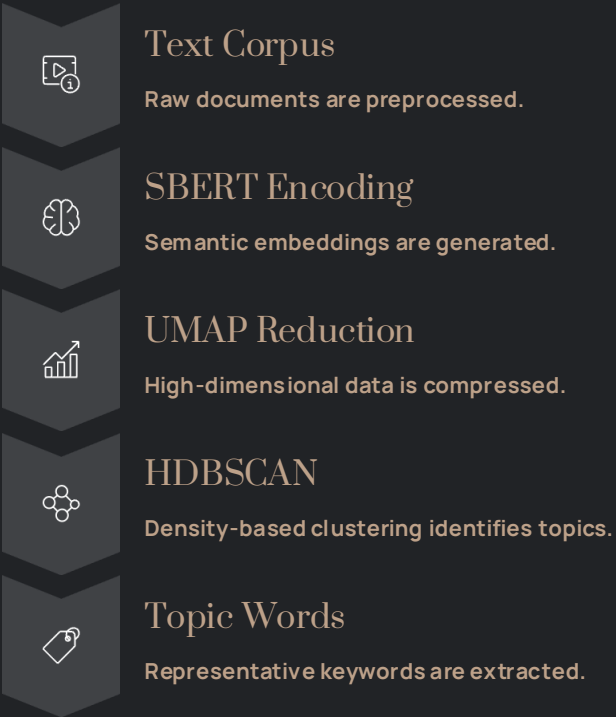 Text Corpus
Raw documents are preprocessed.
SBERT Encoding
Semantic embeddings are generated.
UMAP Reduction
High-dimensional data is compressed.
HDBSCAN
Density-based clustering identifies topics.
Topic Words
Representative keywords are extracted.